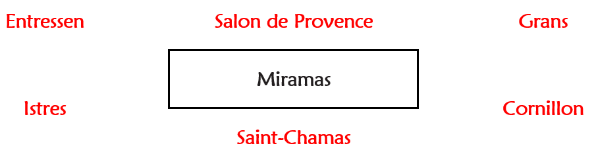 Entressen
Salon de Provence
Grans
Miramas
Istres
Cornillon
Saint-Chamas